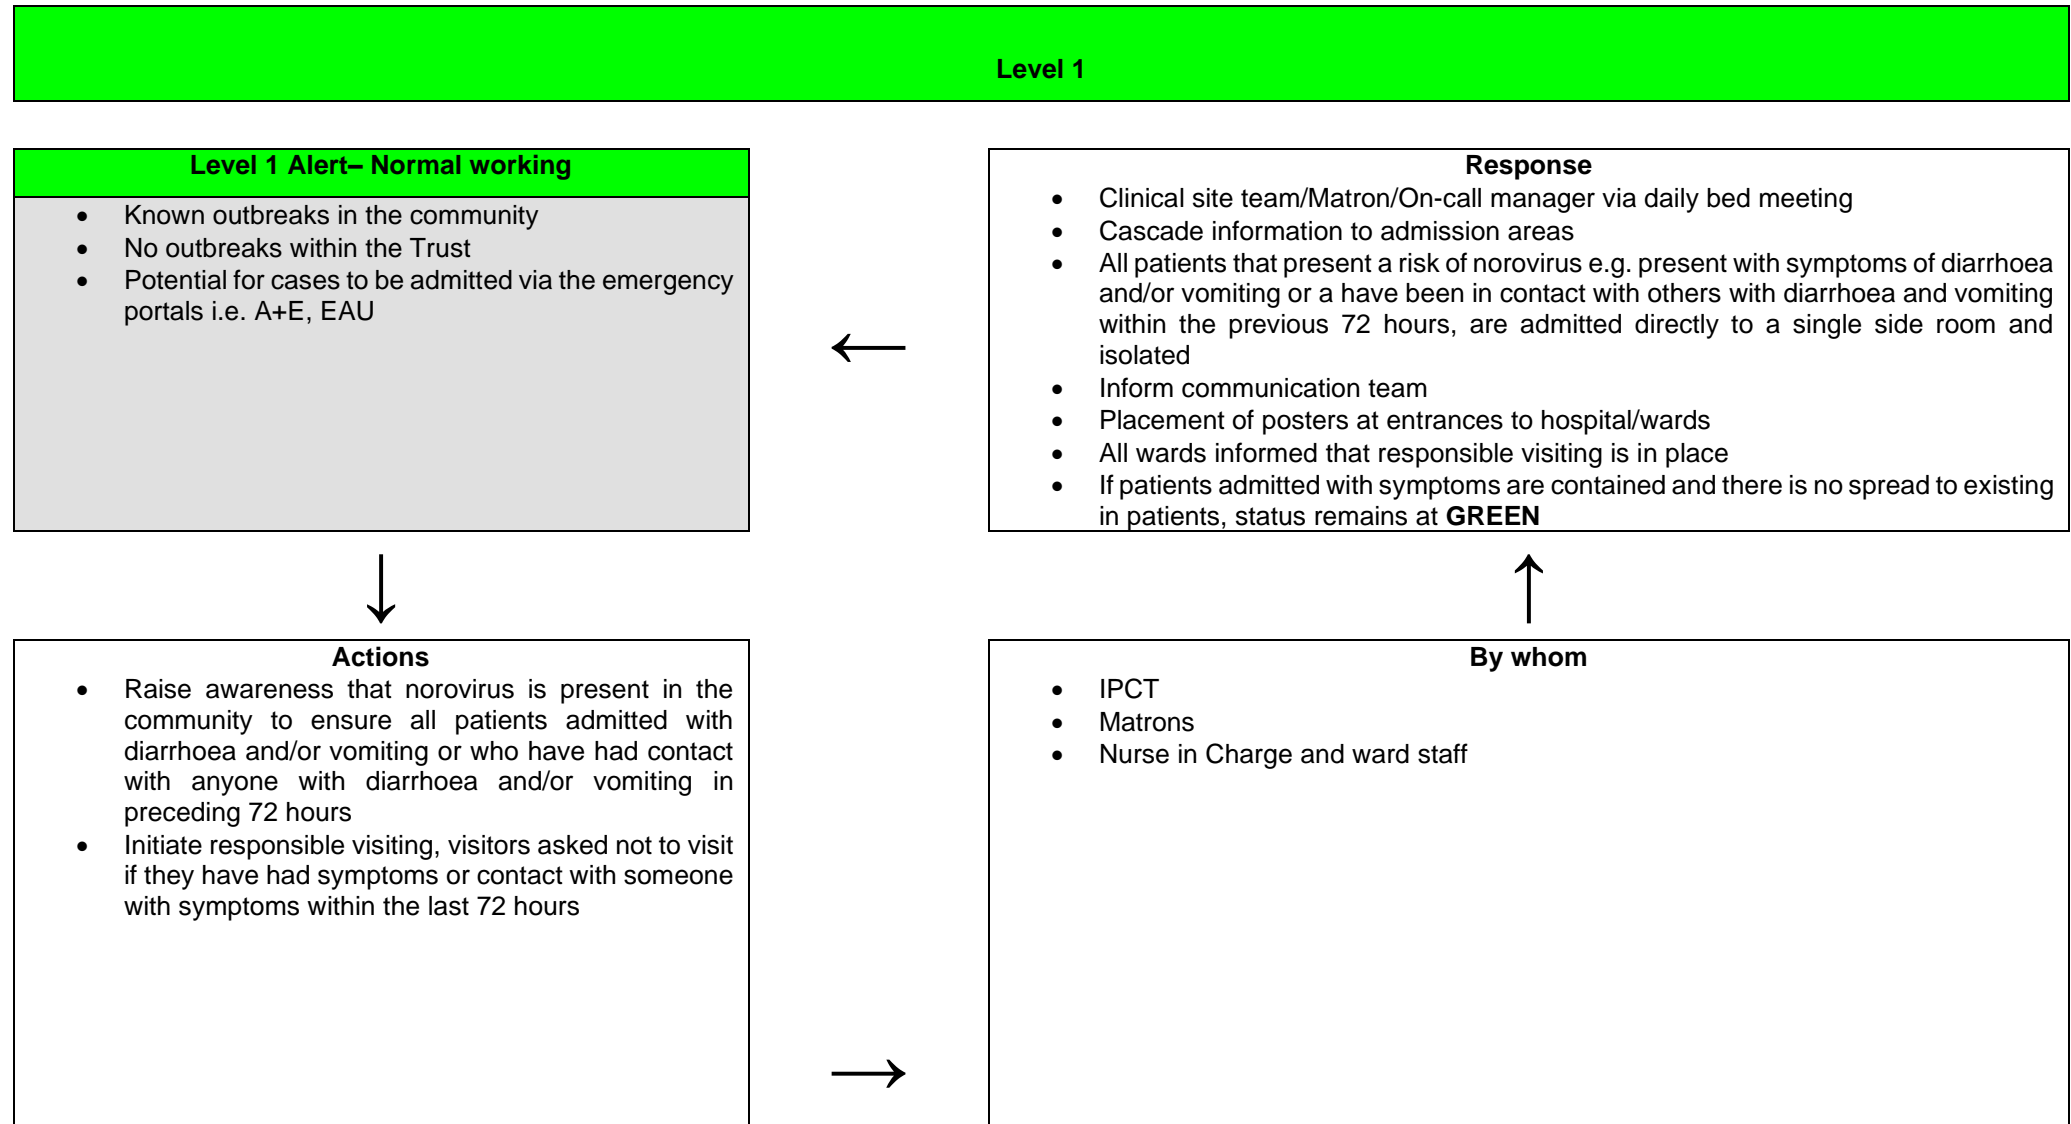 Level 1
Level 1 Alert– Normal working
• Known outbreaks in the community
• No outbreaks within the Trust
• Potential for cases to be admitted via the emergency
portals i.e. A+E, EAU
Response
• Clinical site team/Matron/On-call manager via daily bed meeting
• Cascade information to admission areas
• All patients that present a risk of norovirus e.g. present with symptoms of diarrhoea
and/or vomiting or a have been in contact with others with diarrhoea and vomiting
within the previous 72 hours, are admitted directly to a single side room and
isolated
• Inform communication team
• Placement of posters at entrances to hospital/wards
• All wards informed that responsible visiting is in place
• If patients admitted with symptoms are contained and there is no spread to existing
in patients, status remains at GREEN
←
↓
↑
Actions
• Raise awareness that norovirus is present in the
community to ensure all patients admitted with
diarrhoea and/or vomiting or who have had contact
with anyone with diarrhoea and/or vomiting in
preceding 72 hours
• Initiate responsible visiting, visitors asked not to visit
if they have had symptoms or contact with someone
with symptoms within the last 72 hours
→
By whom
• IPCT
• Matrons
• Nurse in Charge and ward staff